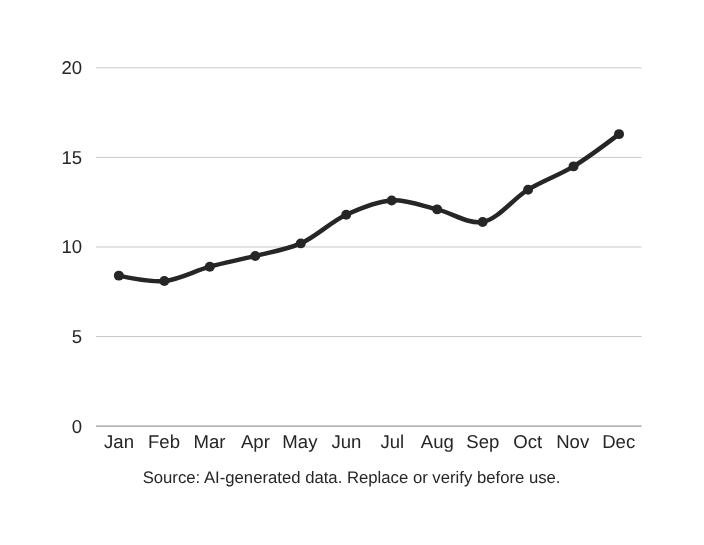 20
15
10
5
0
Jan Feb Mar Apr May Jun Jul Aug Sep Oct Nov Dec
Source: AI-generated data. Replace or verify before use.